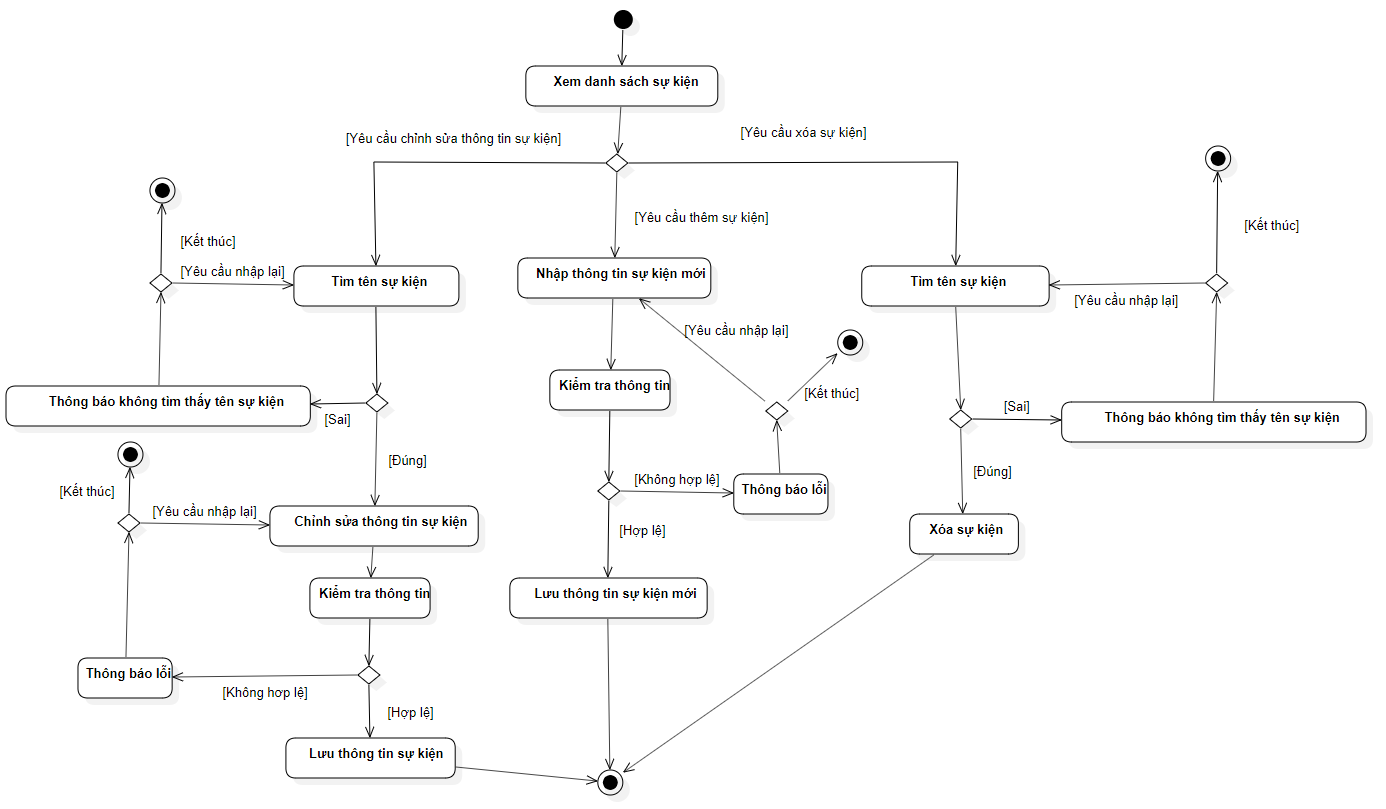 Xem danh sách sự kiện
[Yêu cầu chỉnh sửa thông tin sự kiện]
[Yêu cầu xóa sự kiện]
[Yêu cầu thêm sự kiện]
[Kết thúc]
[Yêu cầu nhập lại]
Tìm tên sự kiện
Nhập thông tin sự kiện mới
Tìm tên sự kiện
[Kết thúc]
[Yêu cầu nhập lại]
[Yêu cầu nhập lại]
[Kết thúc]
Kiểm tra thông tin
Thông báo không tìm thấy tên sự kiện
[Sai]
[Sai]
Thông báo không tìm thấy tên sự kiện
[Đúng]
[Đúng]
[Không hợp lệ]
Thông báo lỗi
[Kết thúc]
[Yêu cầu nhập lại]
Chỉnh sửa thông tin sự kiện
[Hợp lệ]
Xóa sự kiện
Kiểm tra thông tin
Lưu thông tin sự kiện mới
Thông báo lỗi
[Không hơp lệ]
[Hợp lệ]
Lưu thông tin sự kiện